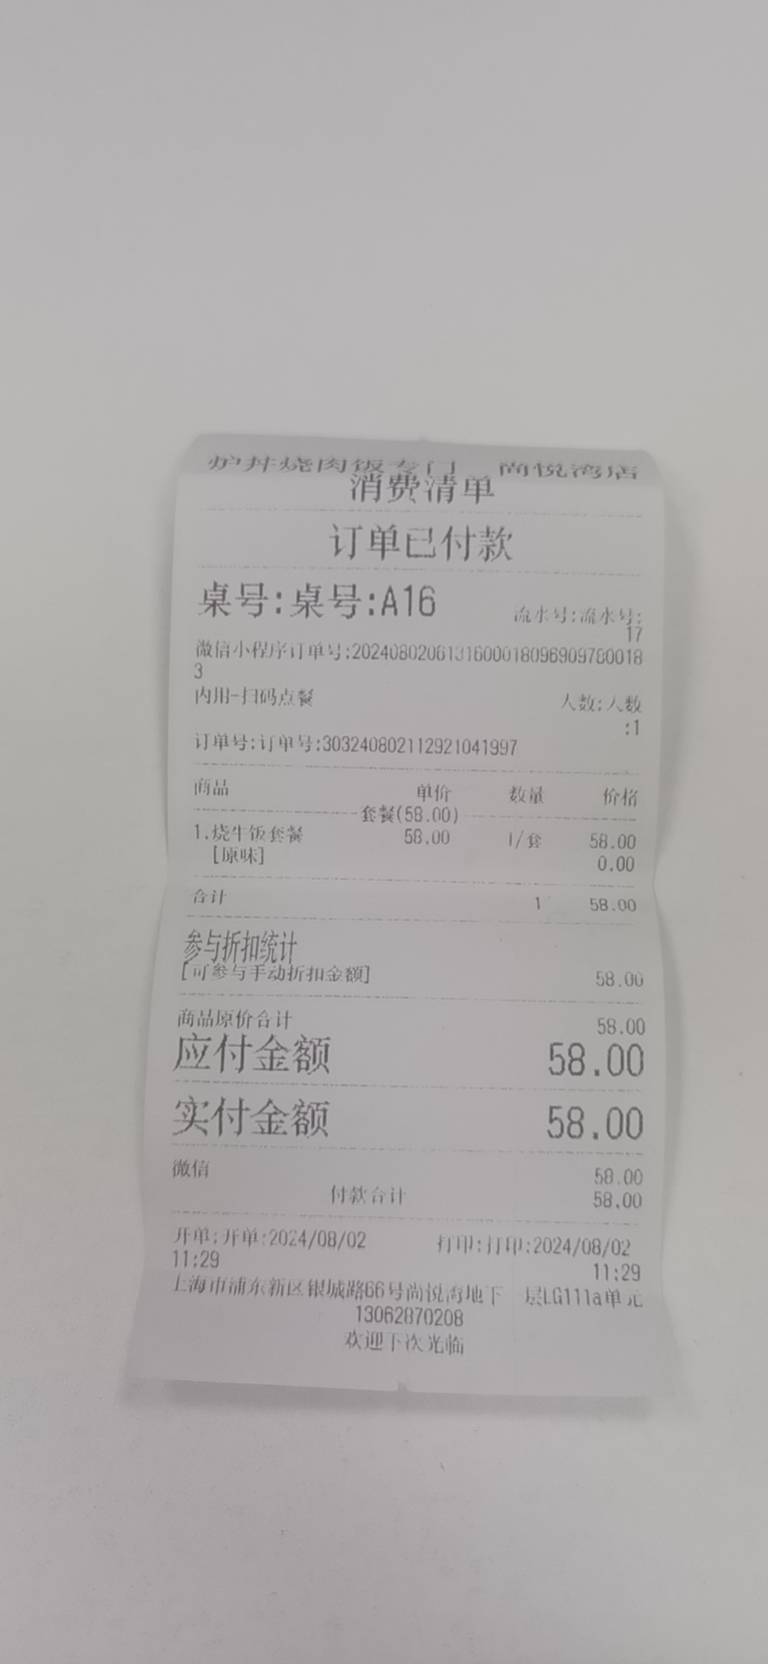 炉丼烧肉饭专门 尚悦湾店
消费清单
订单已付款
桌号:桌号:A16 流水号:流水号:
17
微信小程序订单号:2024080206131600018096909780018
3
内用-扫码点餐 人数:人数
:1
订单号:订单号:303240802112921041997
商品 单价 数量 价格
套餐(58.00)
1.烧牛饭套餐 58.00 1/套 58.00
[原味] 0.00
合计 1 58.00
参与折扣统计
[可参与手动折扣金额] 58.00
商品原价合计 58.00
应付金额 58.00
实付金额 58.00
微信 58.00
付款合计 58.00
开单:开单:2024/08/02 打印:打印:2024/08/02
11:29 11:29
上海市浦东新区银城路66号尚悦湾地下 层LG111a单元
13062870208
欢迎下次光临